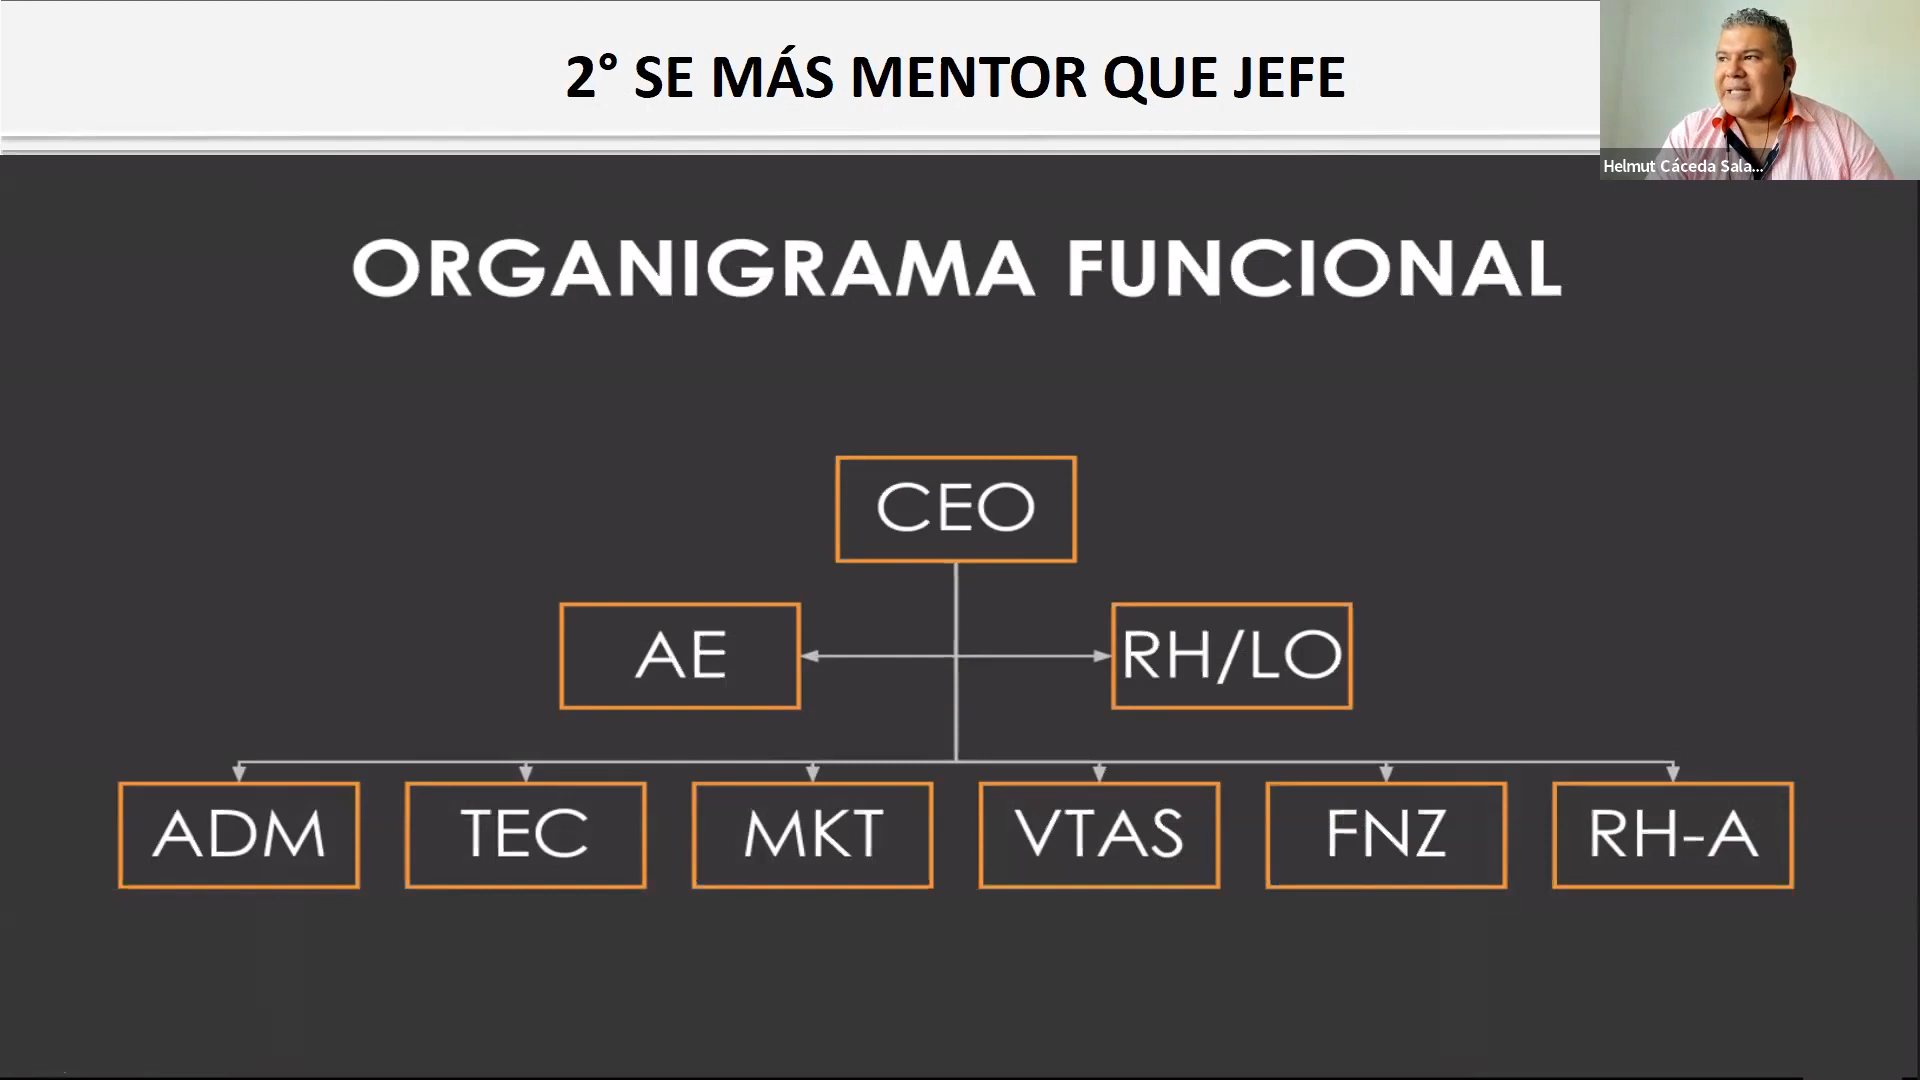 2° SE MÁS MENTOR QUE JEFE
Helmut Cáceda Sala...
ORGANIGRAMA FUNCIONAL
CEO
AE
RH/LO
ADM
TEC
MKT
VTAS
FNZ
RH-A